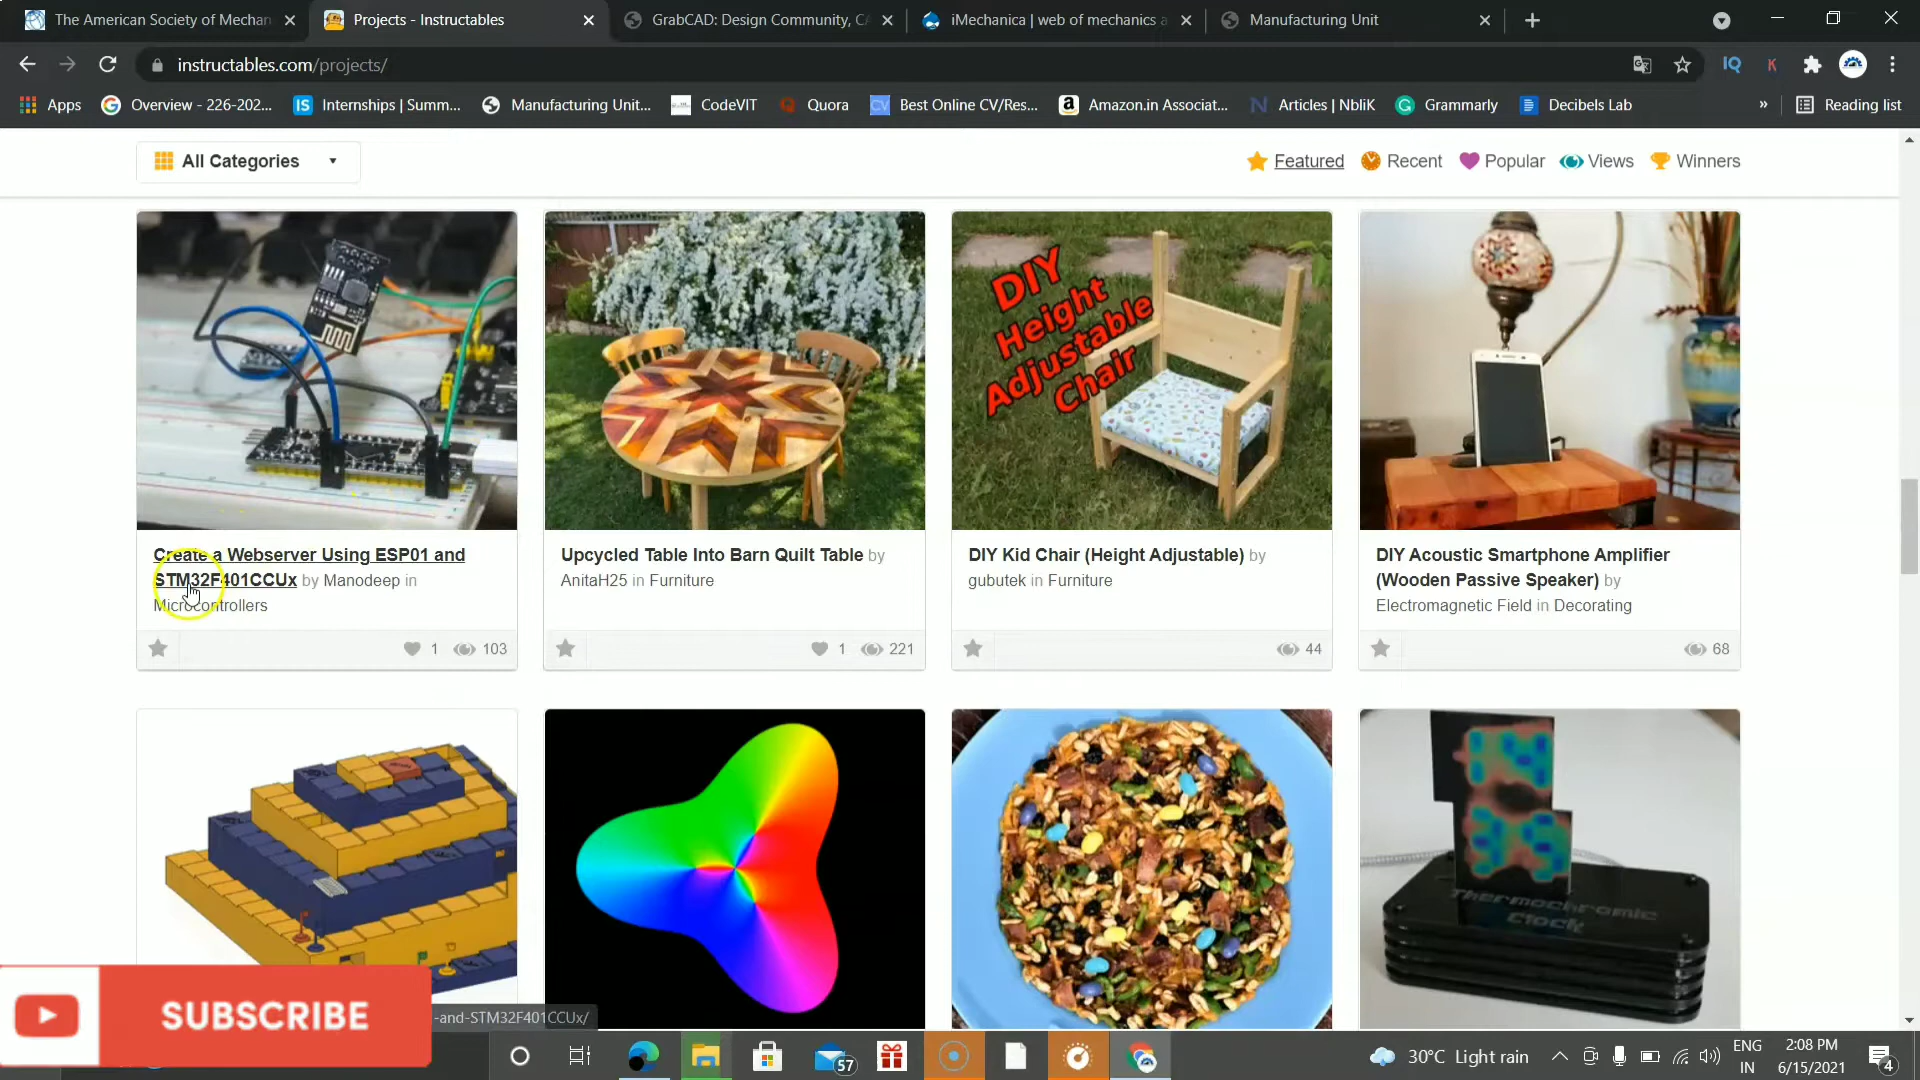 The American Society of Mechan
Projects - Instructables
GrabCAD: Design Community, CA
iMechanica | web of mechanics a
Manufacturing Unit
instructables.com/projects/
Apps
Overview - 226-202...
Internships | Summ...
Manufacturing Unit...
CodeVIT
Quora
Best Online CV/Res...
Amazon.in Associat...
Articles | NbliK
Grammarly
Decibels Lab
»
Reading list
All Categories
Featured
Recent
Popular
Views
Winners
DIY
Height
Adjustable
Chair
Create a Webserver Using ESP01 and
STM32F401CCUx by Manodeep in
Microcontrollers
1 103
Upcycled Table Into Barn Quilt Table by
AnitaH25 in Furniture
1 221
DIY Kid Chair (Height Adjustable) by
gubutek in Furniture
44
DIY Acoustic Smartphone Amplifier
(Wooden Passive Speaker) by
Electromagnetic Field in Decorating
68
Thermochromic
Clock
SUBSCRIBE
-and-STM32F401CCUx/
57
30°C Light rain
ENG
IN
2:08 PM
6/15/2021
4